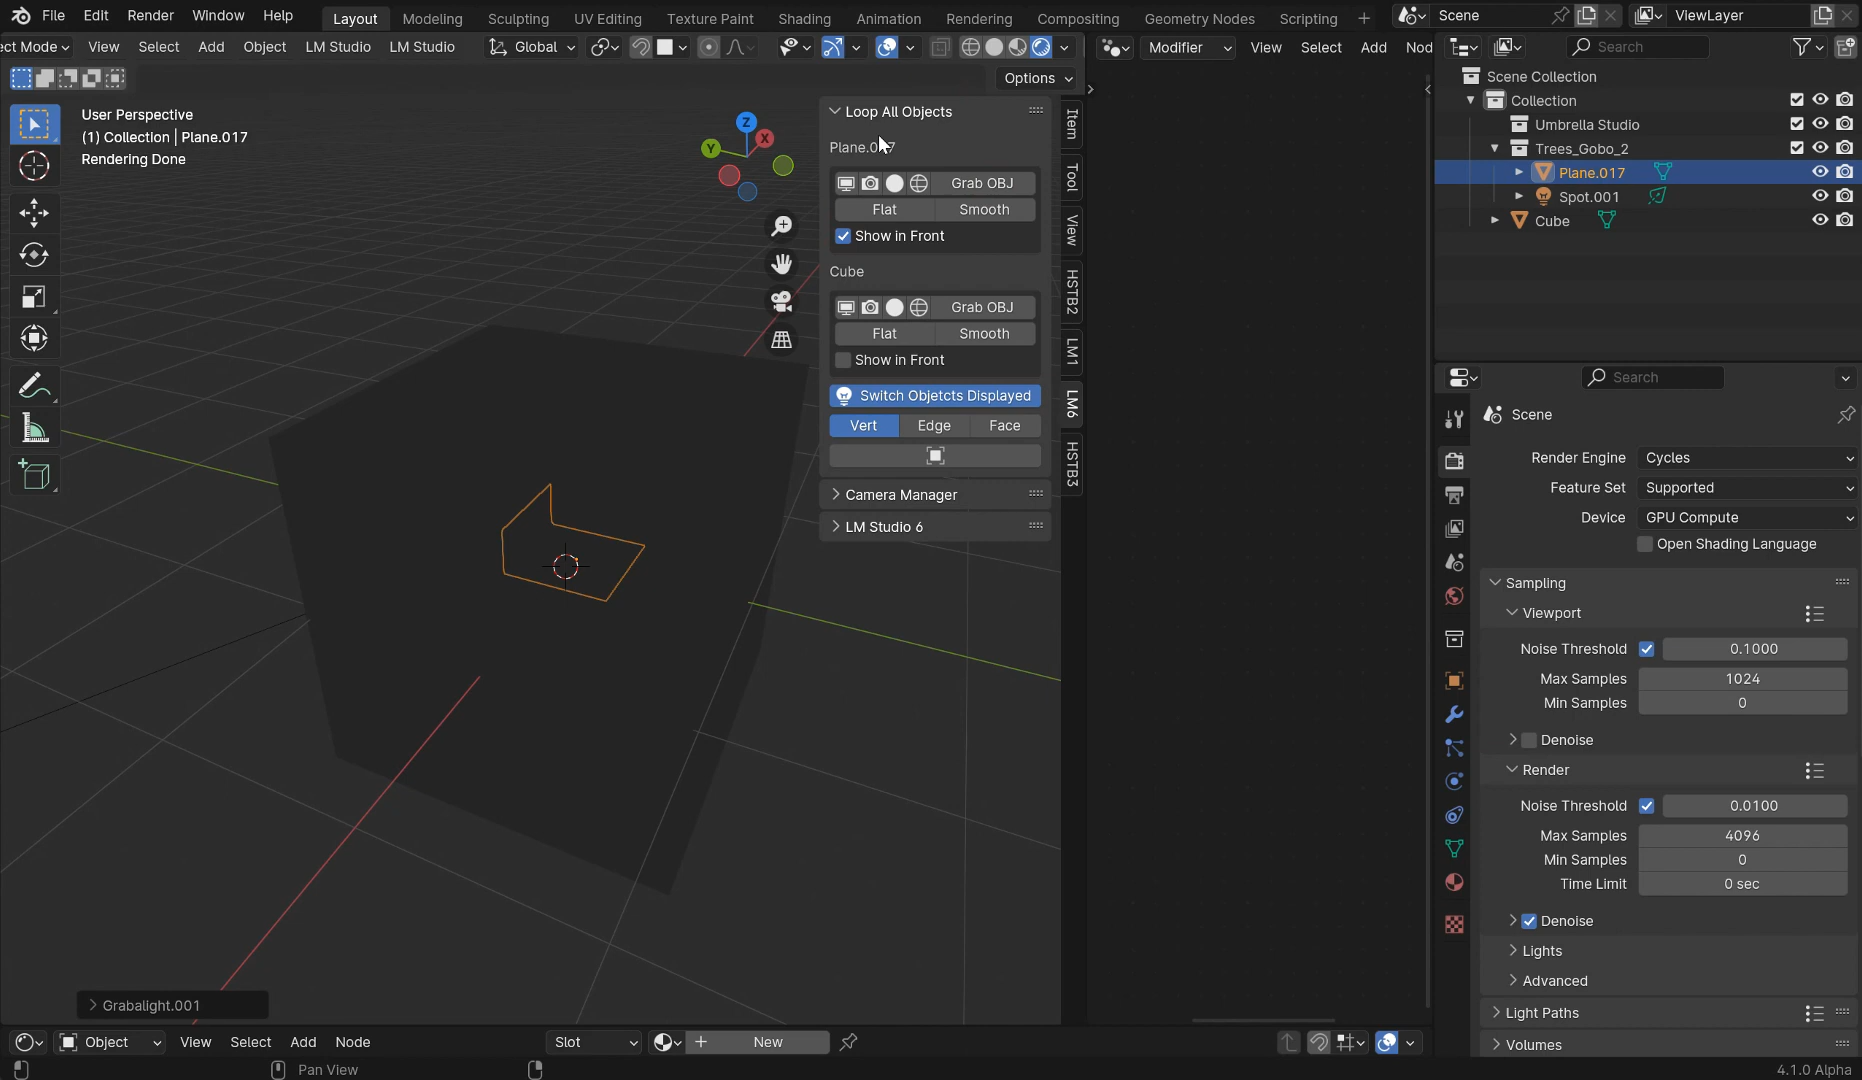 File Edit Render Window Help Layout Modeling Sculpting UV Editing Texture Paint Shading Animation Rendering Compositing Geometry Nodes Scripting + Scene ViewLayer
ect Mode View Select Add Object LM Studio LM Studio Global Modifier View Select Add Nod Search
Options
User Perspective
(1) Collection | Plane.017
Rendering Done
Z
X
Y
Loop All Objects
Grab OBJ
Flat Smooth
Show in Front
Cube
Grab OBJ
Flat Smooth
Show in Front
Switch Objetcts Displayed
Vert Edge Face
Camera Manager
LM Studio 6
Item
Tool
View
HSTB2
LM1
LM6
HSTB3
Scene Collection
Collection
Umbrella Studio
Trees_Gobo_2
Plane.017
Spot.001
Cube
Search
Scene
Render Engine Cycles
Feature Set Supported
Device GPU Compute
Open Shading Language
Sampling
Viewport
Noise Threshold 0.1000
Max Samples 1024
Min Samples 0
Denoise
Render
Noise Threshold 0.0100
Max Samples 4096
Min Samples 0
Time Limit 0 sec
Denoise
Lights
Advanced
Light Paths
Volumes
Grabalight.001
Object View Select Add Node Slot + New
Pan View 4.1.0 Alpha